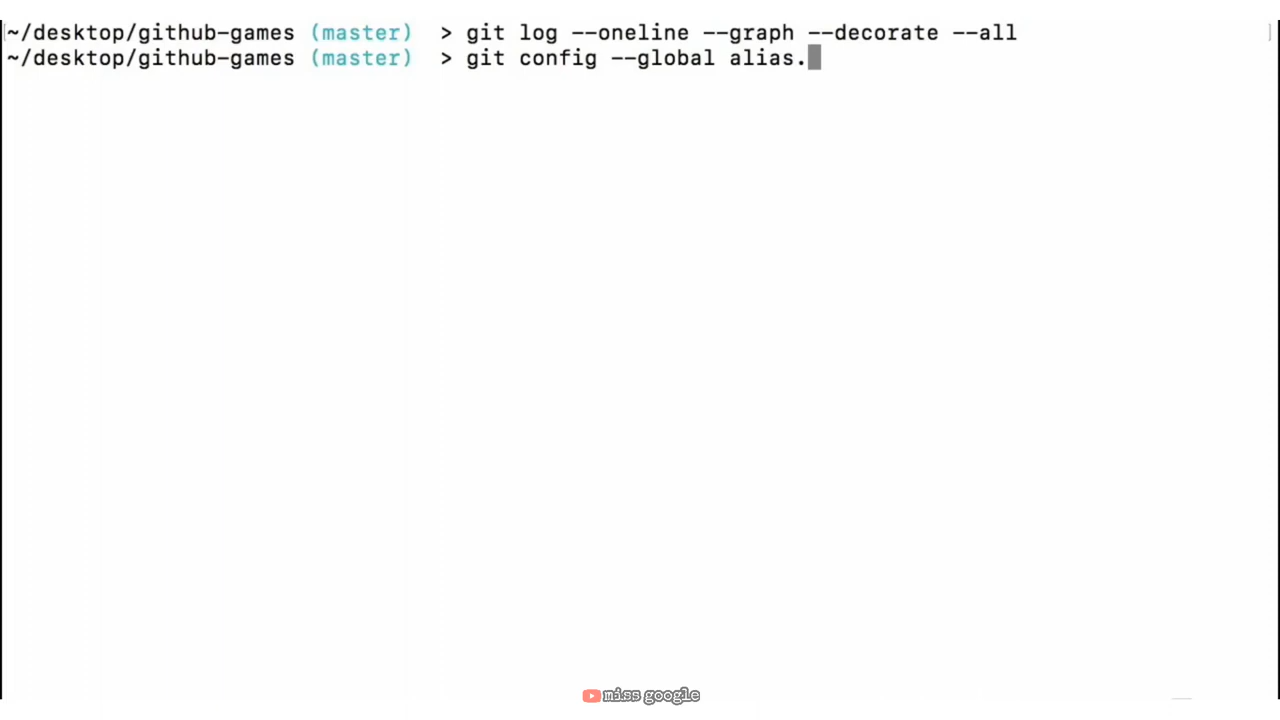 ~/desktop/github-games (master) > git log --oneline --graph --decorate --all
~/desktop/github-games (master) > git config --global alias.
miss google